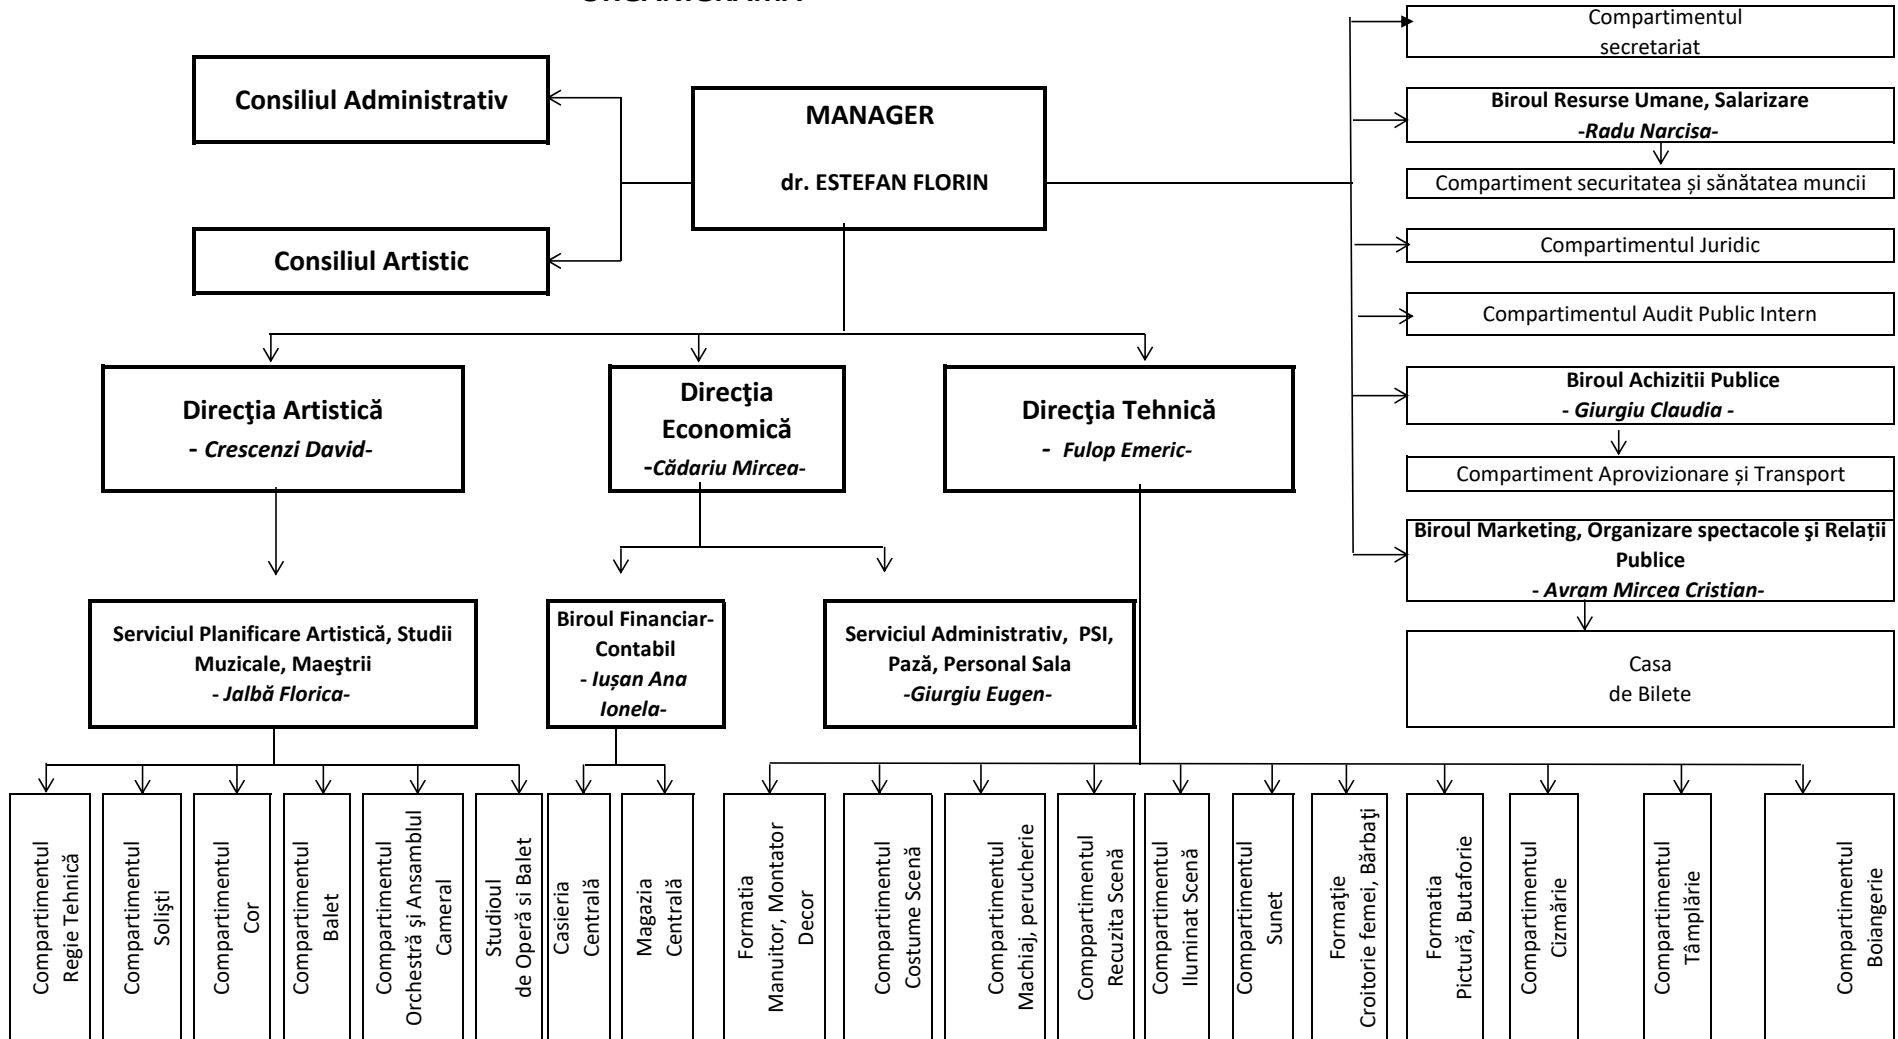 Compartimentul
secretariat
Consiliul Administrativ
MANAGER
dr. ESTEFAN FLORIN
Biroul Resurse Umane, Salarizare
-Radu Narcisa-
Compartiment securitatea și sănătatea muncii
Consiliul Artistic
Compartimentul Juridic
Compartimentul Audit Public Intern
Direcţia Artistică
- Crescenzi David-
Direcţia
Economică
-Cădariu Mircea-
Direcţia Tehnică
- Fulop Emeric-
Biroul Achizitii Publice
- Giurgiu Claudia -
Compartiment Aprovizionare și Transport
Biroul Marketing, Organizare spectacole şi Relații
Publice
- Avram Mircea Cristian-
Casa
de Bilete
Serviciul Planificare Artistică, Studii
Muzicale, Maeştrii
- Jalbă Florica-
Biroul Financiar-
Contabil
- Iușan Ana
Ionela-
Serviciul Administrativ, PSI,
Pază, Personal Sala
-Giurgiu Eugen-
Compartimentul
Regie Tehnică
Compartimentul
Solişti
Compartimentul
Cor
Compartimentul
Balet
Compartimentul
Orchestră şi Ansamblul
Cameral
Studioul
de Operă si Balet
Casieria
Centrală
Magazia
Centrală
Formatia
Manuitor, Montator
Decor
Compartimentul
Costume Scenă
Compartimentul
Machiaj, perucherie
Comppartimentul
Recuzita Scenă
Compartimentul
Iluminat Scenă
Compartimentul
Sunet
Formaţie
Croitorie femei, Bărbaţi
Formatia
Pictură, Butaforie
Compartimentul
Cizmărie
Compartimentul
Tâmplărie
Compartimentul
Boiangerie